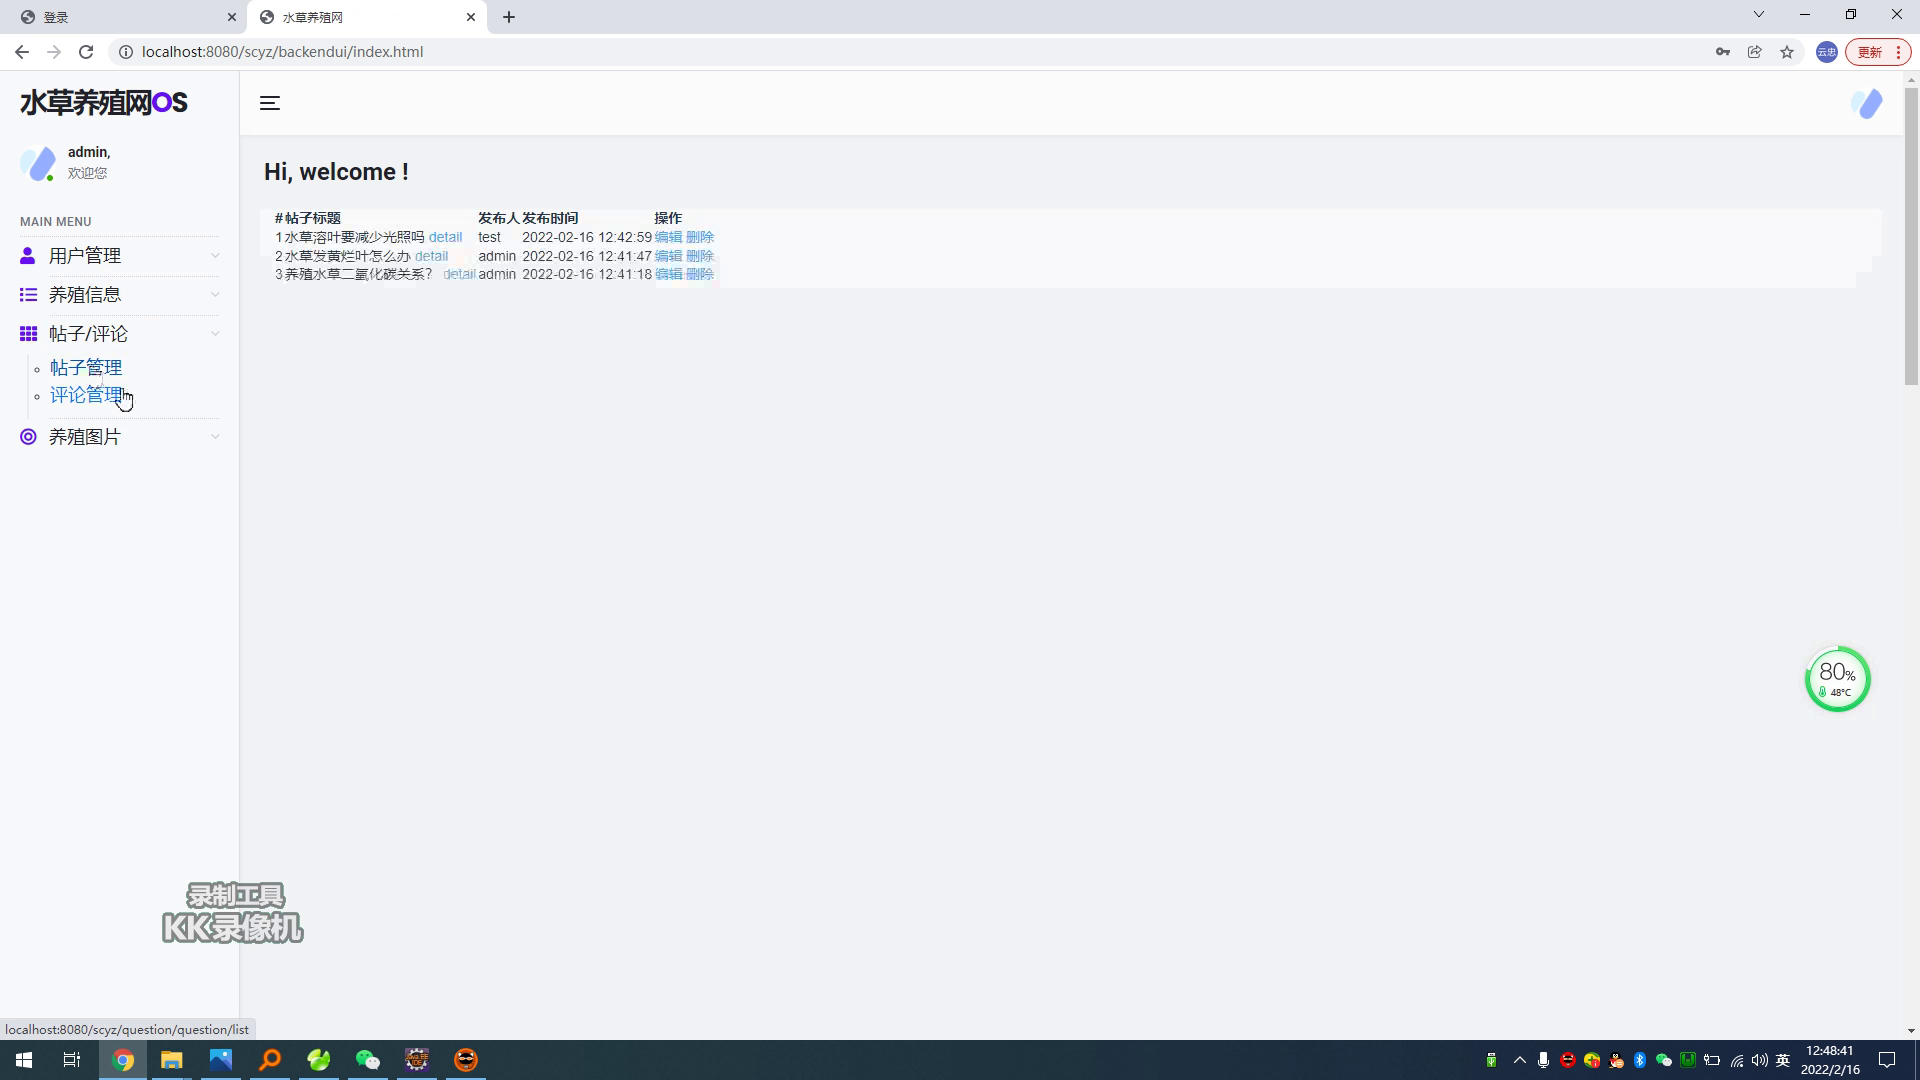 登录
水草养殖网
localhost:8080/scyz/backendui/index.html
云忠
更新
水草养殖网OS
admin,
欢迎您
MAIN MENU
用户管理
养殖信息
帖子/评论
帖子管理
评论管理
养殖图片
Hi, welcome !
# 帖子标题 发布人 发布时间 操作
1 水草溶叶要减少光照吗 detail test 2022-02-16 12:42:59 编辑 删除
2 水草发黄烂叶怎么办 detail admin 2022-02-16 12:41:47 编辑 删除
3 养殖水草二氧化碳关系？ detail admin 2022-02-16 12:41:18 编辑 删除
80%
48°C
录制工具
KK录像机
localhost:8080/scyz/question/question/list
英
12:48:41
2022/2/16